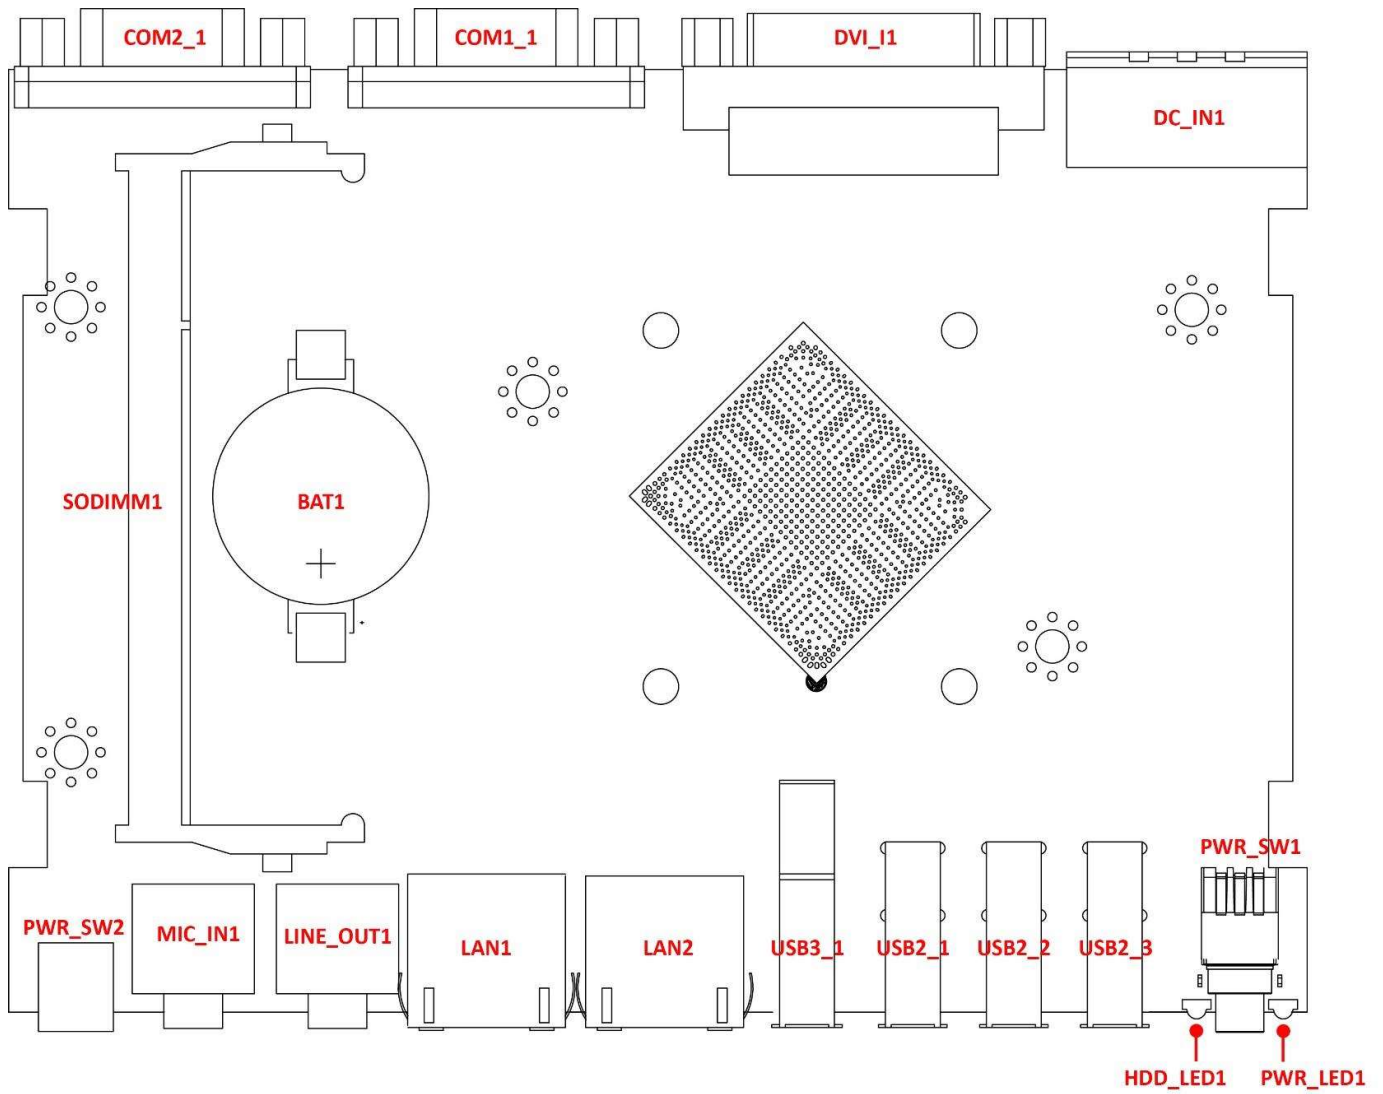 COM2_1
COM1_1
DVI_I1
DC_IN1
SODIMM1
BAT1
PWR_SW1
PWR_SW2
MIC_IN1
LINE_OUT1
LAN1
LAN2
USB3_1
USB2_1
USB2_2
USB2_3
HDD_LED1
PWR_LED1